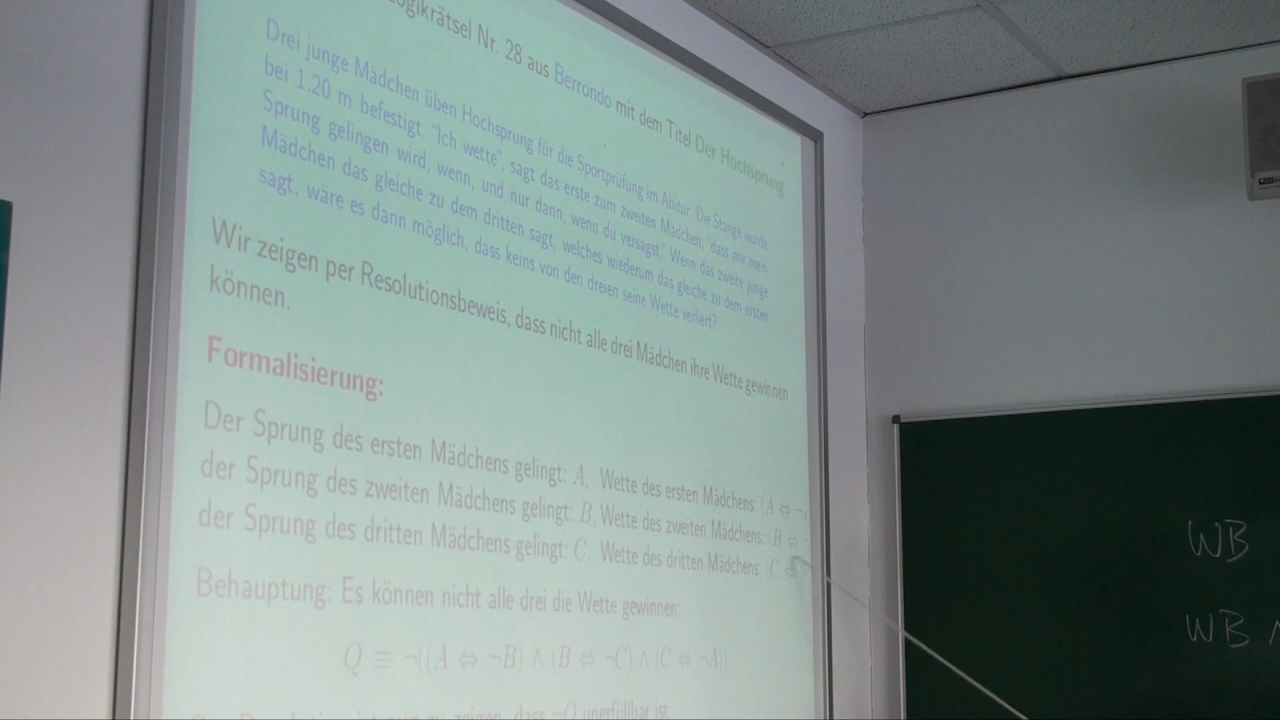 Logikrätsel Nr. 28 aus Berrondo mit dem Titel Der Hochsprung
Drei junge Mädchen üben Hochsprung für die Sportprüfung im Abitur. Die Stange wurde
bei 1.20 m befestigt. "Ich wette", sagt das erste zum zweiten Mädchen, "dass mir mein
Sprung gelingen wird, wenn, und nur dann, wenn du versagst." Wenn das zweite junge
Mädchen das gleiche zu dem dritten sagt, welches wiederum das gleiche zu dem ersten
sagt, wäre es dann möglich, dass keins von den dreien seine Wette verliert?
Wir zeigen per Resolutionsbeweis, dass nicht alle drei Mädchen ihre Wette gewinnen
können.
Formalisierung:
Der Sprung des ersten Mädchens gelingt: A, Wette des ersten Mädchens: (A ⇔ ¬
der Sprung des zweiten Mädchens gelingt: B, Wette des zweiten Mädchens: (B ⇔
der Sprung des dritten Mädchens gelingt: C. Wette des dritten Mädchens: (C ⇔
Behauptung: Es können nicht alle drei die Wette gewinnen:
Q ≡ ¬((A ⇔ ¬B) ∧ (B ⇔ ¬C) ∧ (C ⇔ ¬A))
zu zeigen, dass ¬Q unerfüllbar ist.
WB
WB ∧